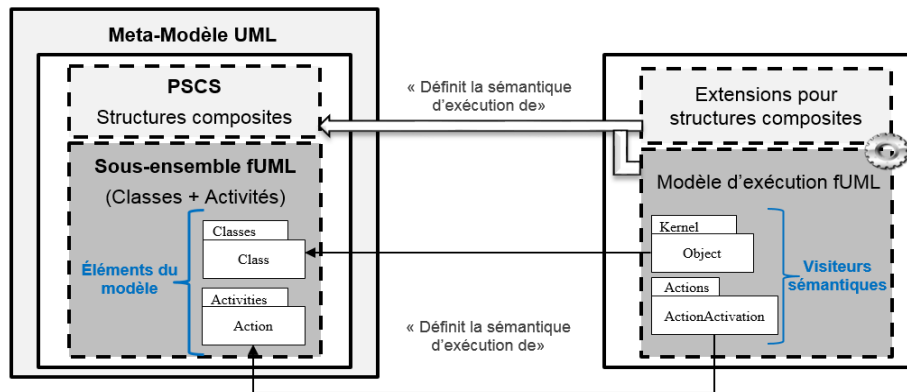 Meta-Modèle UML
PSCS
Structures composites
« Définit la sémantique
d'exécution de»
Extensions pour
structures composites
Sous-ensemble fUML
(Classes + Activités)
Modèle d'exécution fUML
Éléments du
modèle
Classes
Class
Activities
Action
Kernel
Object
Actions
ActionActivation
Visiteurs
sémantiques
« Définit la sémantique
d'exécution de»